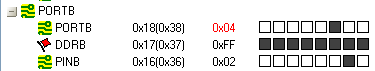 PORTB
PORTB 0x18(0x38) 0x04
DDRB 0x17(0x37) 0xFF
PINB 0x16(0x36) 0x02